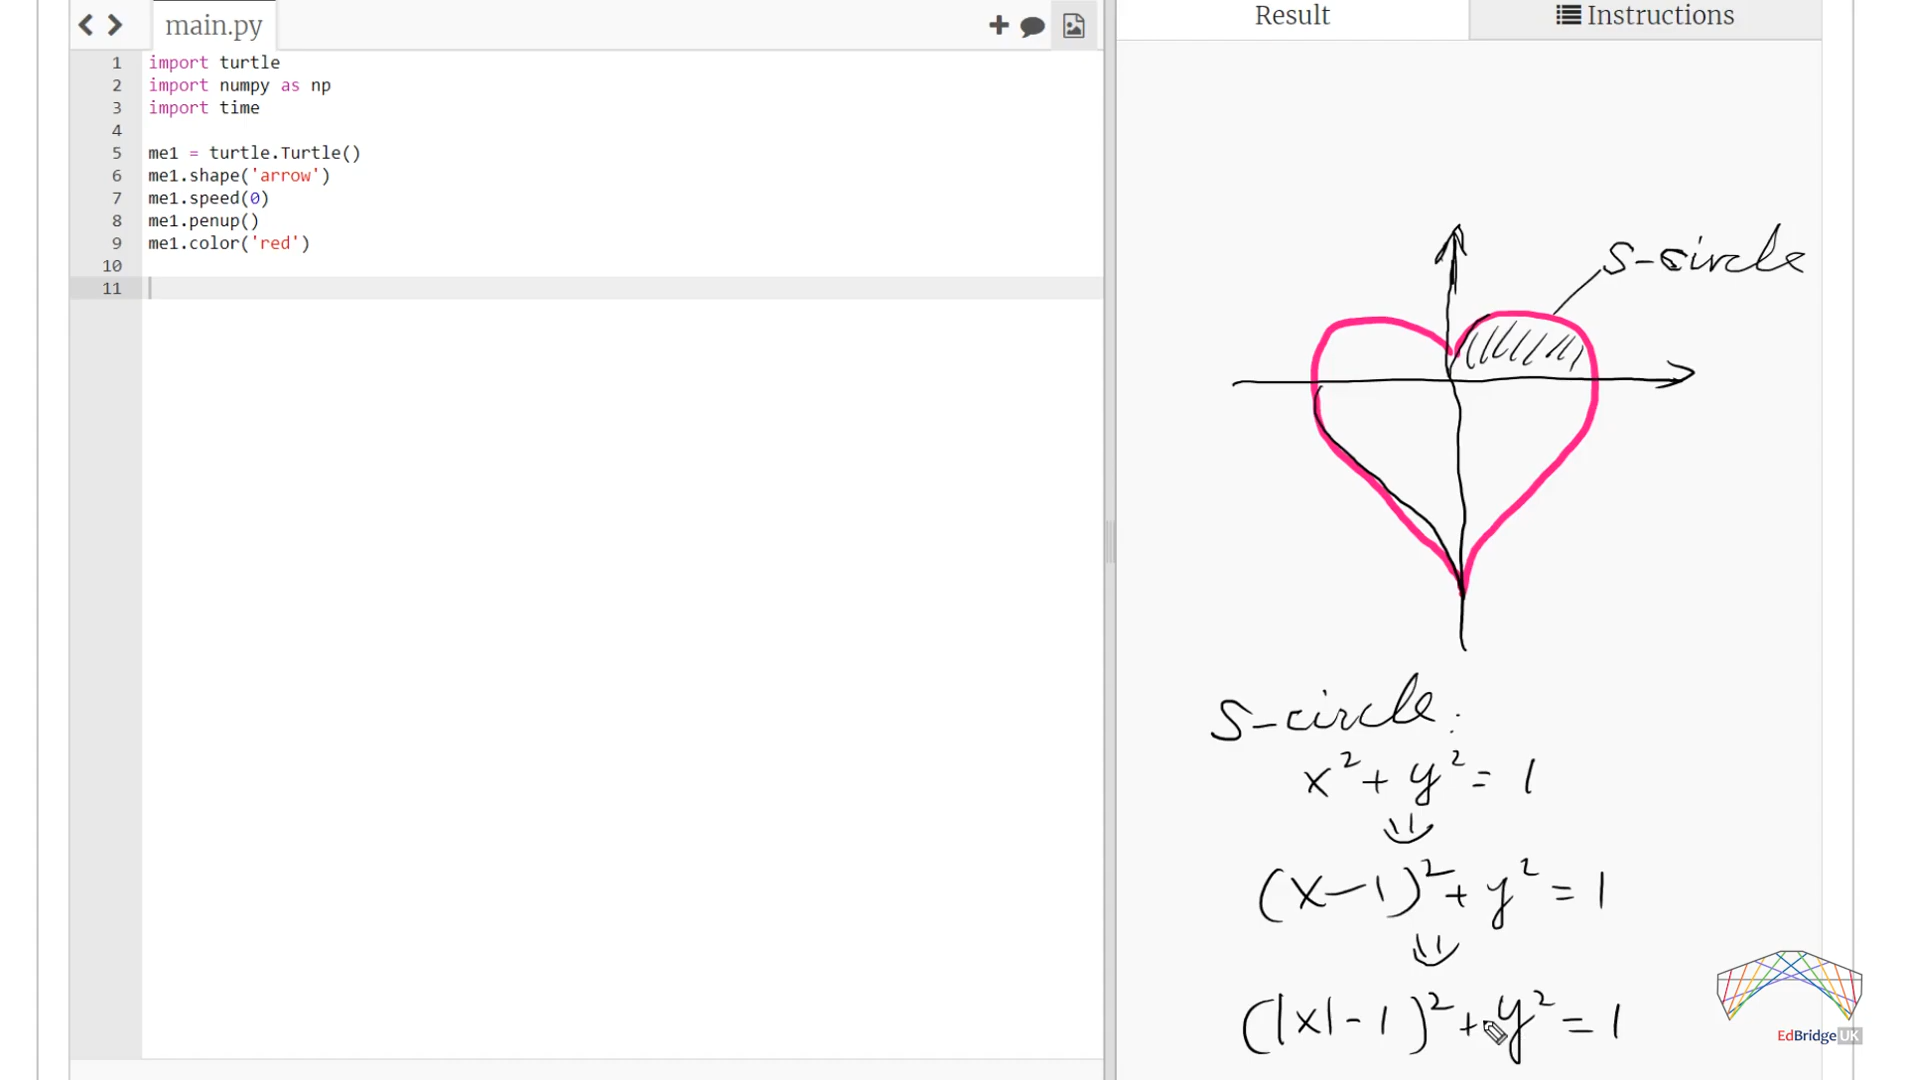 main.py
Result
Instructions
1 import turtle
2 import numpy as np
3 import time
4
5 me1 = turtle.Turtle()
6 me1.shape('arrow')
7 me1.speed(0)
8 me1.penup()
9 me1.color('red')
10
11
S-circle
S-circle:
x² + y² = 1
(x-1)² + y² = 1
(|x|-1)² + y² = 1
EdBridge UK